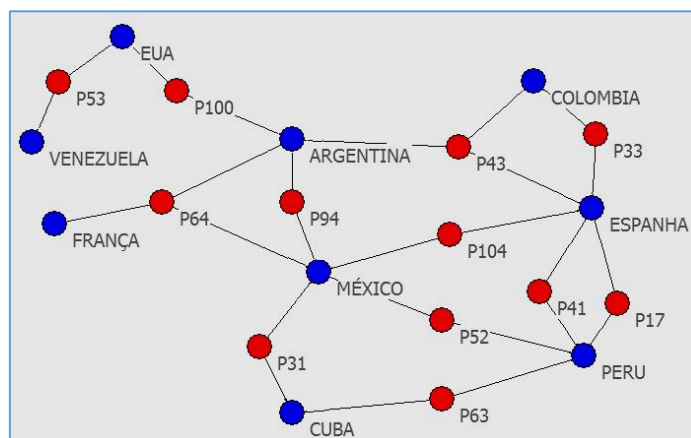 EUA
P53
P100
COLOMBIA
VENEZUELA
ARGENTINA
P43
P33
P64
P94
FRANÇA
P104
ESPANHA
MÉXICO
P41
P17
P52
P31
PERU
P63
CUBA